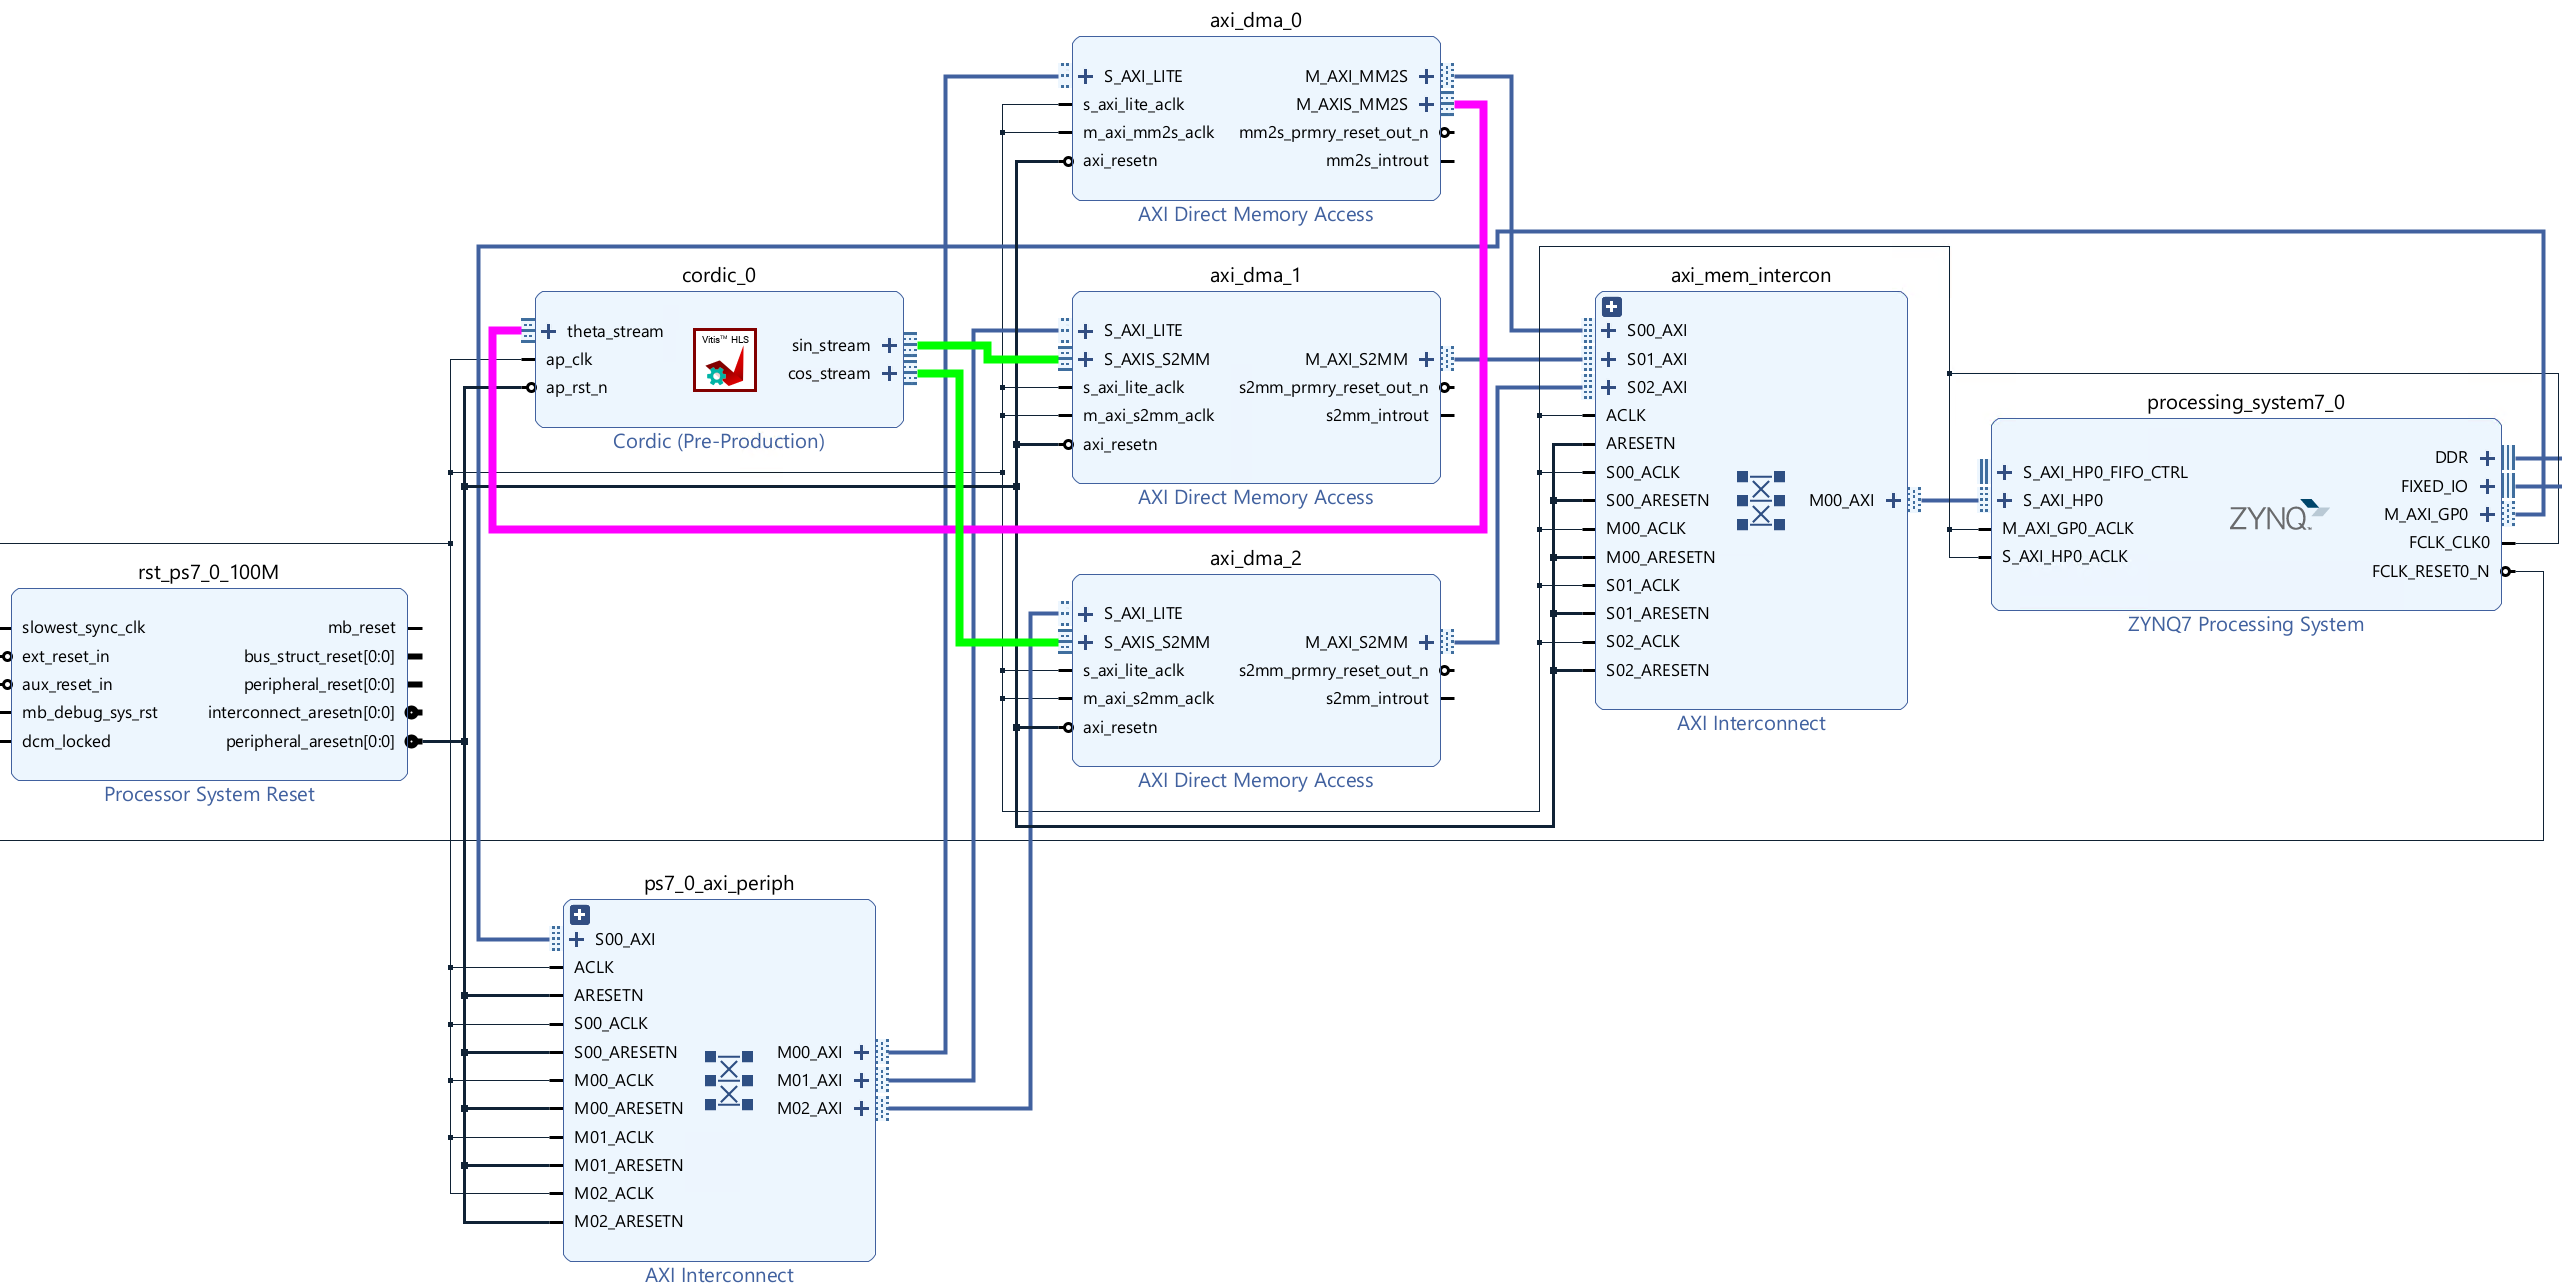 axi_dma_0
S_AXI_LITE
s_axi_lite_aclk
m_axi_mm2s_aclk
axi_resetn
M_AXI_MM2S
M_AXIS_MM2S
mm2s_prmry_reset_out_n
mm2s_introut
AXI Direct Memory Access
cordic_0
theta_stream
ap_clk
ap_rst_n
Vitis™ HLS
sin_stream
cos_stream
Cordic (Pre-Production)
axi_dma_1
S_AXI_LITE
S_AXIS_S2MM
s_axi_lite_aclk
m_axi_s2mm_aclk
axi_resetn
M_AXI_S2MM
s2mm_prmry_reset_out_n
s2mm_introut
AXI Direct Memory Access
axi_mem_intercon
S00_AXI
S01_AXI
S02_AXI
ACLK
ARESETN
S00_ACLK
S00_ARESETN
M00_ACLK
M00_ARESETN
S01_ACLK
S01_ARESETN
S02_ACLK
S02_ARESETN
M00_AXI
AXI Interconnect
processing_system7_0
S_AXI_HP0_FIFO_CTRL
S_AXI_HP0
M_AXI_GP0_ACLK
S_AXI_HP0_ACLK
ZYNQ
DDR
FIXED_IO
M_AXI_GP0
FCLK_CLK0
FCLK_RESET0_N
ZYNQ7 Processing System
rst_ps7_0_100M
slowest_sync_clk
ext_reset_in
aux_reset_in
mb_debug_sys_rst
dcm_locked
mb_reset
bus_struct_reset[0:0]
peripheral_reset[0:0]
interconnect_aresetn[0:0]
peripheral_aresetn[0:0]
Processor System Reset
axi_dma_2
S_AXI_LITE
S_AXIS_S2MM
s_axi_lite_aclk
m_axi_s2mm_aclk
axi_resetn
M_AXI_S2MM
s2mm_prmry_reset_out_n
s2mm_introut
AXI Direct Memory Access
ps7_0_axi_periph
S00_AXI
ACLK
ARESETN
S00_ACLK
S00_ARESETN
M00_ACLK
M00_ARESETN
M01_ACLK
M01_ARESETN
M02_ACLK
M02_ARESETN
M00_AXI
M01_AXI
M02_AXI
AXI Interconnect